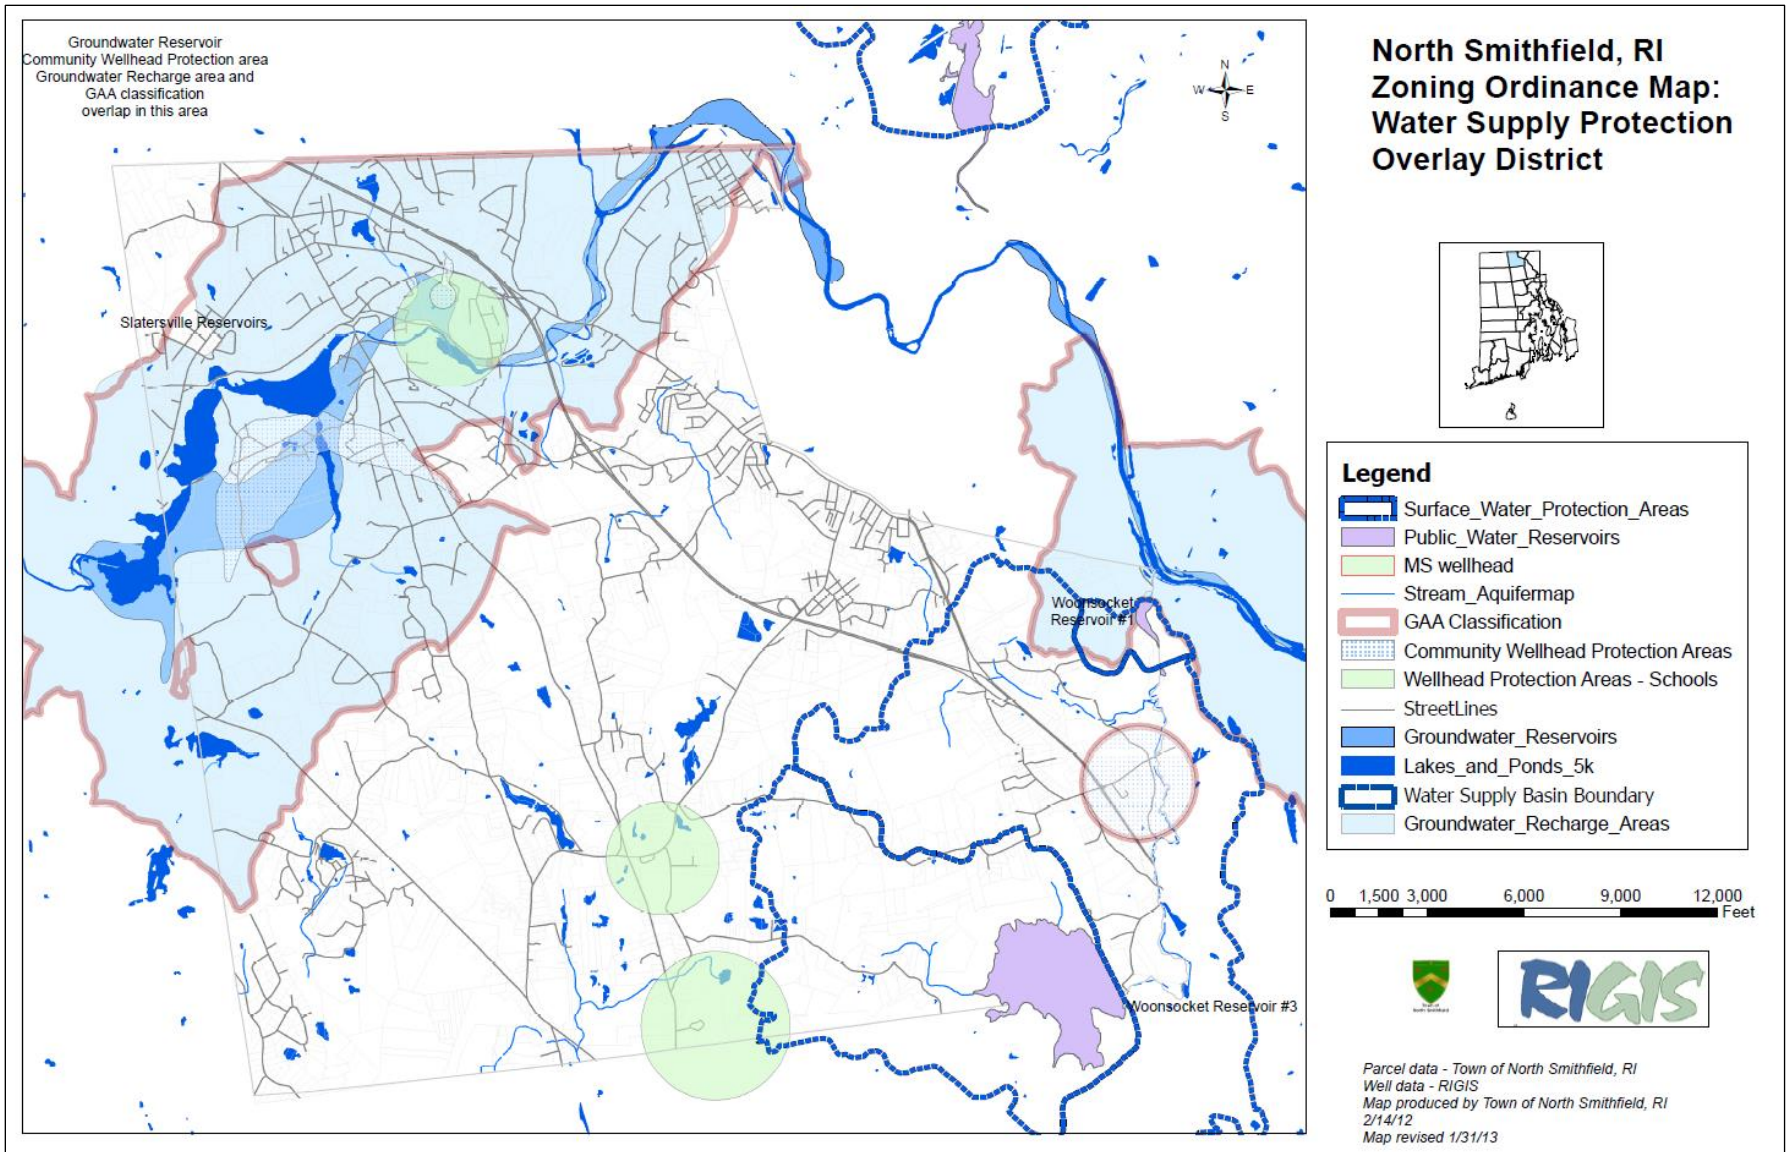 Groundwater Reservoir
Community Wellhead Protection area
Groundwater Recharge area and
GAA classification
overlap in this area
N
W E
S
Slatersville Reservoirs
Woonsocket
Reservoir #1
Woonsocket Reservoir #3
North Smithfield, RI
Zoning Ordinance Map:
Water Supply Protection
Overlay District
Legend
Surface_Water_Protection_Areas
Public_Water_Reservoirs
MS wellhead
Stream_Aquifermap
GAA Classification
Community Wellhead Protection Areas
Wellhead Protection Areas - Schools
StreetLines
Groundwater_Reservoirs
Lakes_and_Ponds_5k
Water Supply Basin Boundary
Groundwater_Recharge_Areas
0 1,500 3,000 6,000 9,000 12,000
Feet
Town of
North Smithfield
RIGIS
Parcel data - Town of North Smithfield, RI
Well data - RIGIS
Map produced by Town of North Smithfield, RI
2/14/12
Map revised 1/31/13